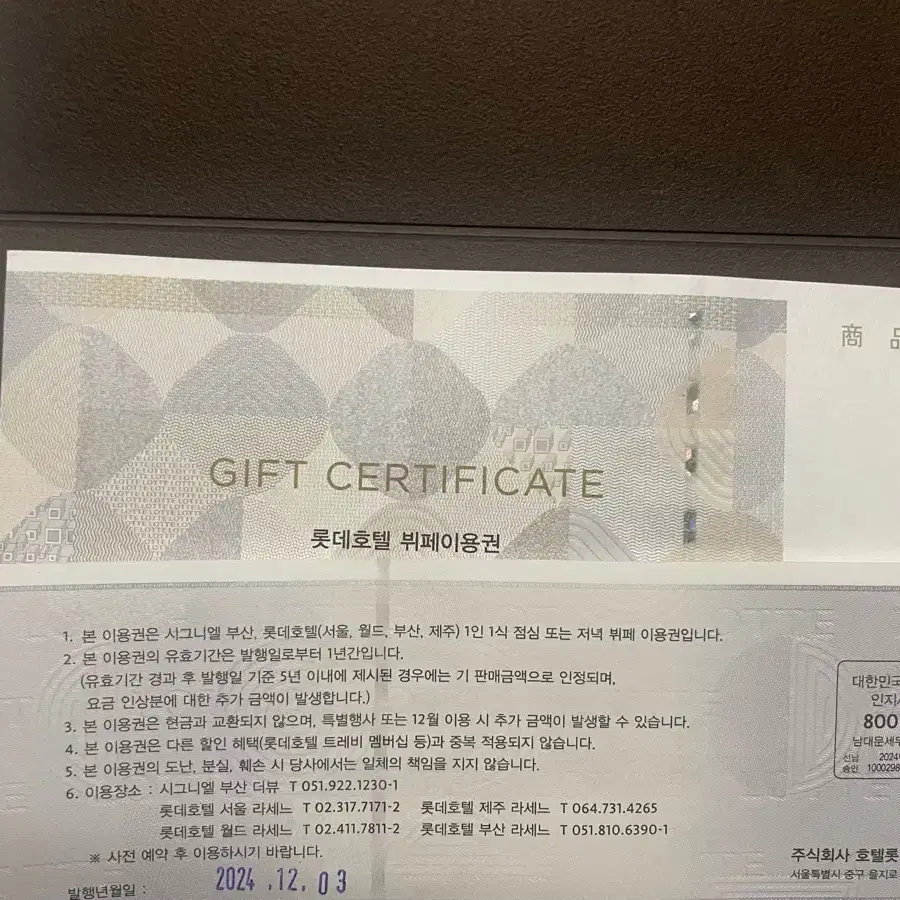 商
GIFT CERTIFICATE
롯데호텔 뷔페이용권
1. 본 이용권은 시그니엘 부산, 롯데호텔(서울, 월드, 부산, 제주) 1인 1식 점심 또는 저녁 뷔페 이용권입니다.
2. 본 이용권의 유효기간은 발행일로부터 1년간입니다.
(유효기간 경과 후 발행일 기준 5년 이내에 제시된 경우에는 기 판매금액으로 인정되며,
요금 인상분에 대한 추가 금액이 발생합니다.)
3. 본 이용권은 현금과 교환되지 않으며, 특별행사 또는 12월 이용 시 추가 금액이 발생할 수 있습니다.
4. 본 이용권은 다른 할인 혜택(롯데호텔 트레비 멤버십 등)과 중복 적용되지 않습니다.
5. 본 이용권의 도난, 분실, 훼손 시 당사에서는 일체의 책임을 지지 않습니다.
6. 이용장소 : 시그니엘 부산 더뷰 T 051.922.1230-1
롯데호텔 서울 라세느 T 02.317.7171-2 롯데호텔 제주 라세느 T 064.731.4265
롯데호텔 월드 라세느 T 02.411.7811-2 롯데호텔 부산 라세느 T 051.810.6390-1
※ 사전 예약 후 이용하시기 바랍니다.
발행년월일 : 2024.12.03
대한민국
인지
800
남대문세무
선납 2024
승인 1000298
주식회사 호텔롯
서울특별시 중구 을지로